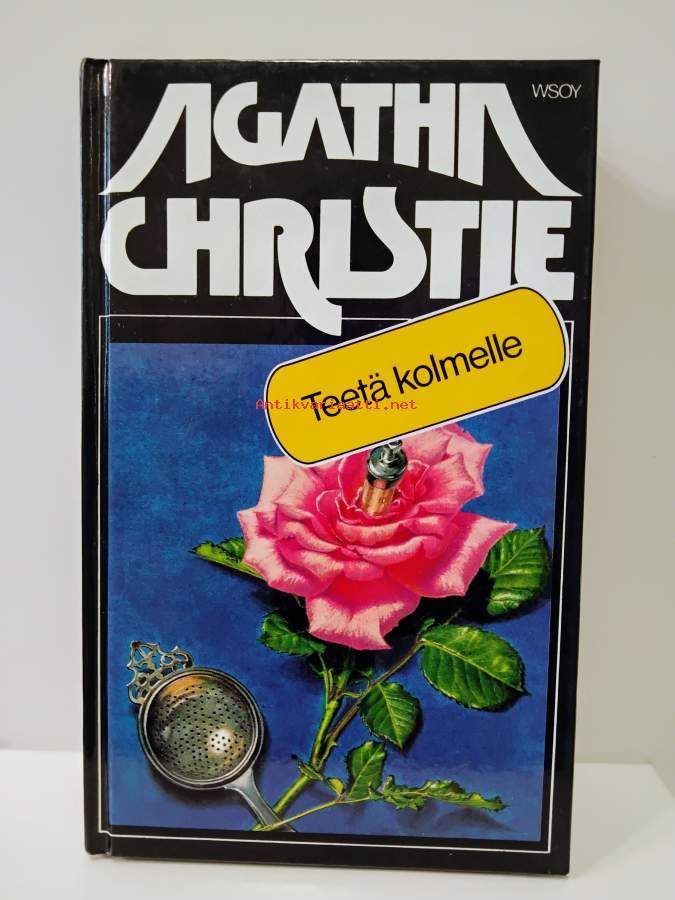 AGATHA
WSOY
CHRISTIE
Teetä kolmelle
Antikvariaatti.net